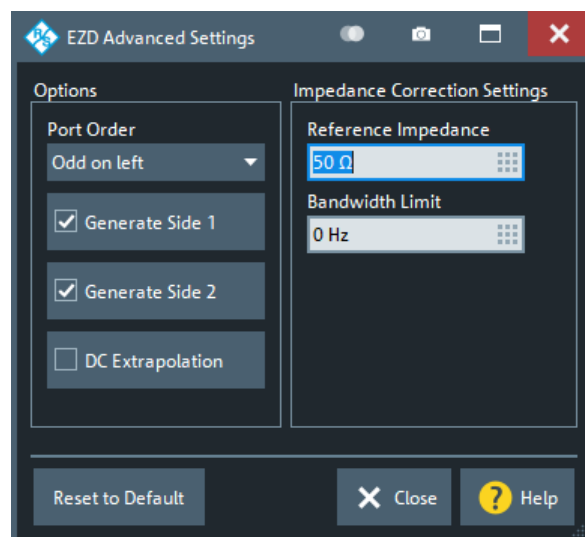 EZD Advanced Settings
Options
Port Order
Odd on left
Generate Side 1
Generate Side 2
DC Extrapolation
Impedance Correction Settings
Reference Impedance
50 Ω
Bandwidth Limit
0 Hz
Reset to Default
Close
? Help